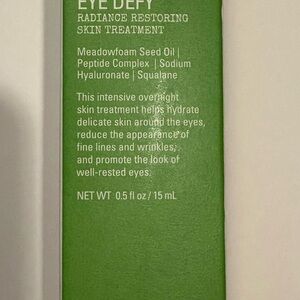 EYE DEFY
RADIANCE RESTORING
SKIN TREATMENT
Meadowfoam Seed Oil |
Peptide Complex | Sodium
Hyaluronate | Squalane
This intensive overnight
skin treatment helps hydrate
delicate skin around the eyes,
reduce the appearance of
fine lines and wrinkles,
and promote the look of
well-rested eyes.
NET WT 0.5 fl oz / 15 mL